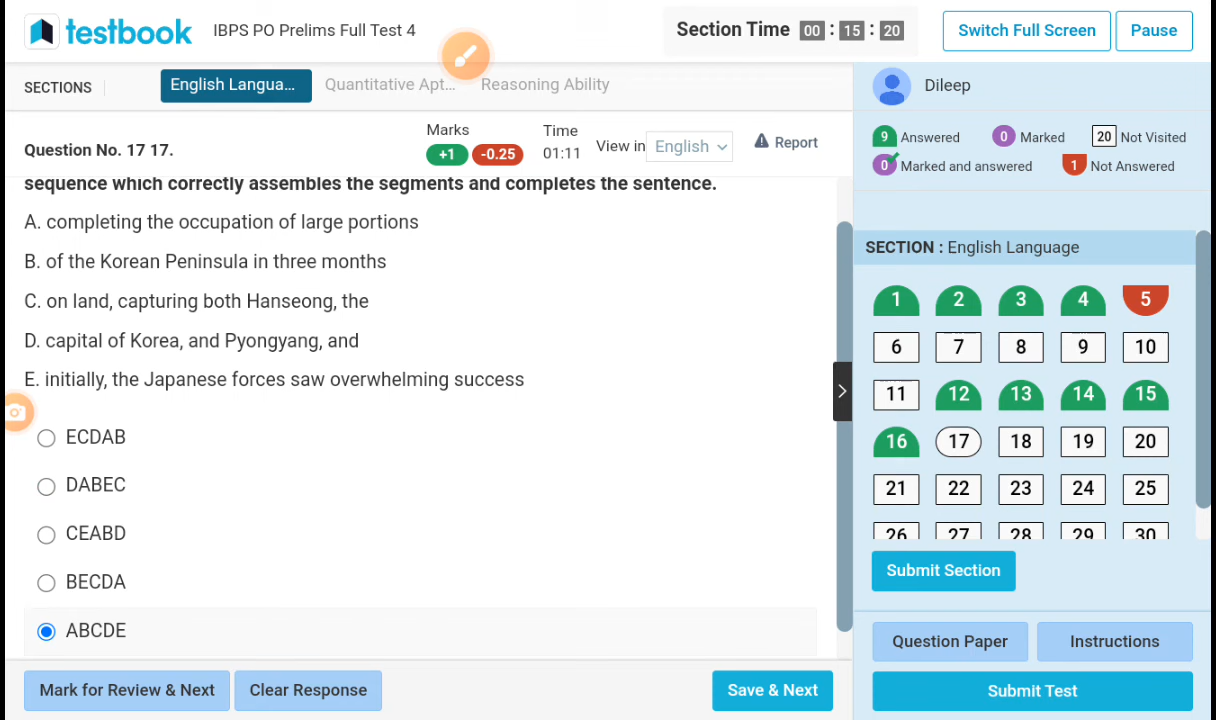 testbook
IBPS PO Prelims Full Test 4
Section Time 00 : 15 : 20
Switch Full Screen
Pause
SECTIONS
English Langua...
Quantitative Apt...
Reasoning Ability
Dileep
Question No. 17 17.
Marks
+1 -0.25
Time
01:11
View in English
Report
9 Answered
0 Marked
20 Not Visited
0 Marked and answered
1 Not Answered
sequence which correctly assembles the segments and completes the sentence.
A. completing the occupation of large portions
B. of the Korean Peninsula in three months
C. on land, capturing both Hanseong, the
D. capital of Korea, and Pyongyang, and
E. initially, the Japanese forces saw overwhelming success
ECDAB
DABEC
CEABD
BECDA
ABCDE
SECTION : English Language
1 2 3 4 5
6 7 8 9 10
11 12 13 14 15
16 17 18 19 20
21 22 23 24 25
26 27 28 29 30
Submit Section
Mark for Review & Next
Clear Response
Save & Next
Question Paper
Instructions
Submit Test